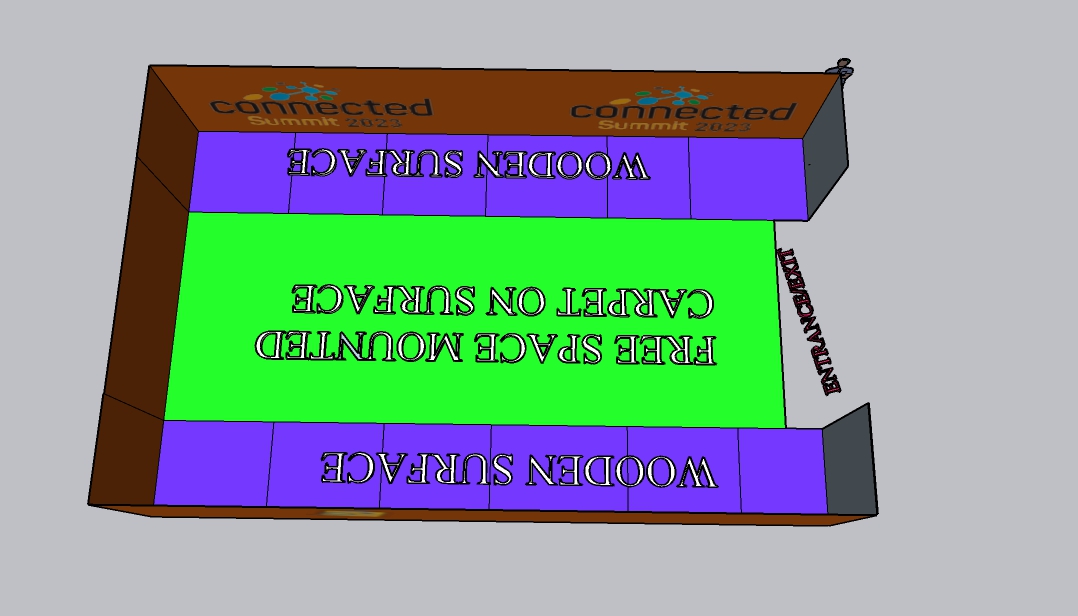 connected
Summit 2023
connected
Summit 2023
WOODEN SURFACE
FREE SPACE MOUNTED
CARPET ON SURFACE
ENTRANCE/EXIT
WOODEN SURFACE